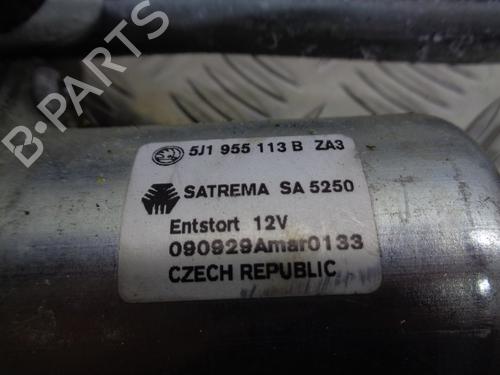 5J1 955 113 B ZA3
SATREMA SA 5250
Entstort 12V
090929Amar0133
CZECH REPUBLIC
B-PARTS